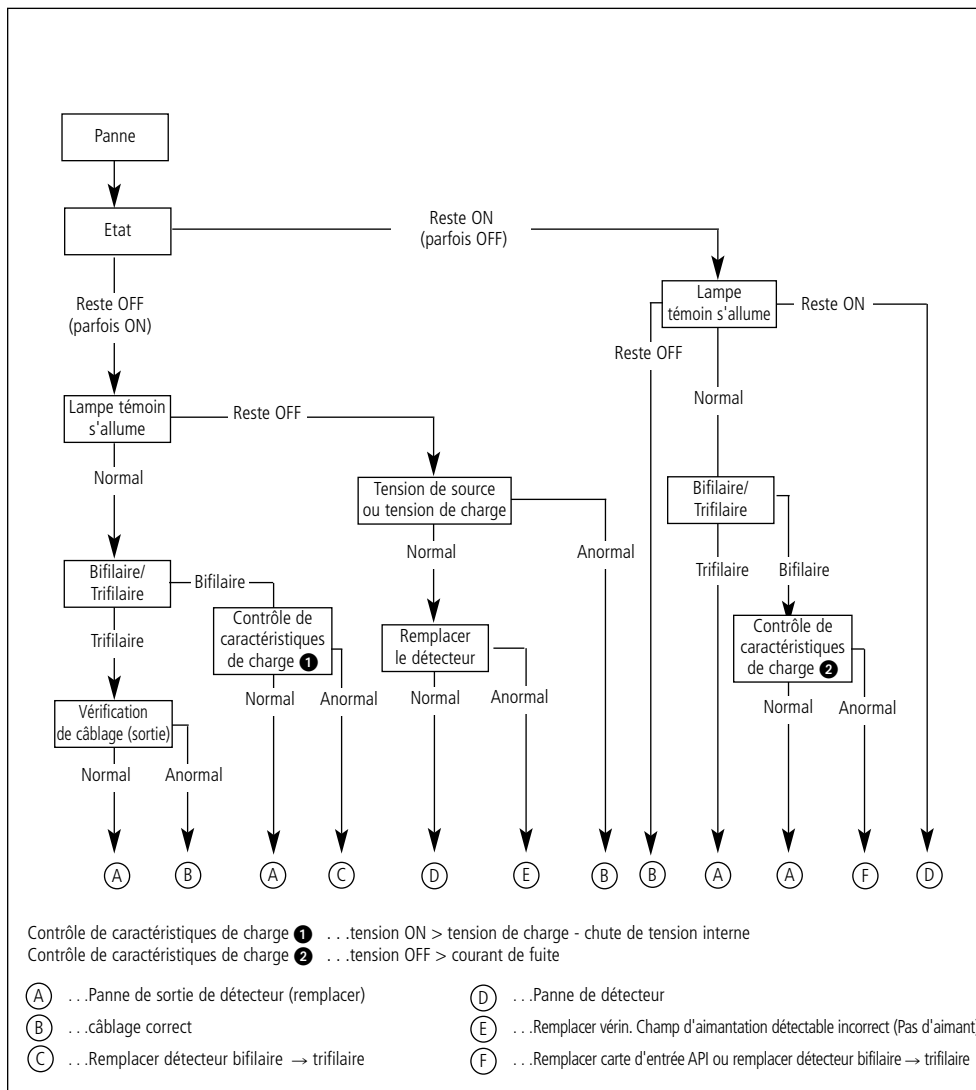 Panne
Etat
Reste ON
(parfois OFF)
Reste OFF
(parfois ON)
Lampe
témoin s'allume
Reste ON
Reste OFF
Normal
Lampe témoin
s'allume
Reste OFF
Normal
Tension de source
ou tension de charge
Normal
Anormal
Bifilaire/
Trifilaire
Trifilaire
Bifilaire
Bifilaire/
Trifilaire
Bifilaire
Trifilaire
Contrôle de
caractéristiques
de charge ❶
Normal
Anormal
Remplacer
le détecteur
Normal
Anormal
Contrôle de
caractéristiques
de charge ❷
Normal
Anormal
Vérification
de câblage (sortie)
Normal
Anormal
A B A C D E B B A A F D
Contrôle de caractéristiques de charge ❶ . . .tension ON > tension de charge - chute de tension interne
Contrôle de caractéristiques de charge ❷ . . .tension OFF > courant de fuite
A . . .Panne de sortie de détecteur (remplacer)
B . . .câblage correct
C . . .Remplacer détecteur bifilaire → trifilaire
D . . .Panne de détecteur
E . . .Remplacer vérin. Champ d'aimantation détectable incorrect (Pas d'aimant)
F . . .Remplacer carte d'entrée API ou remplacer détecteur bifilaire → trifilaire